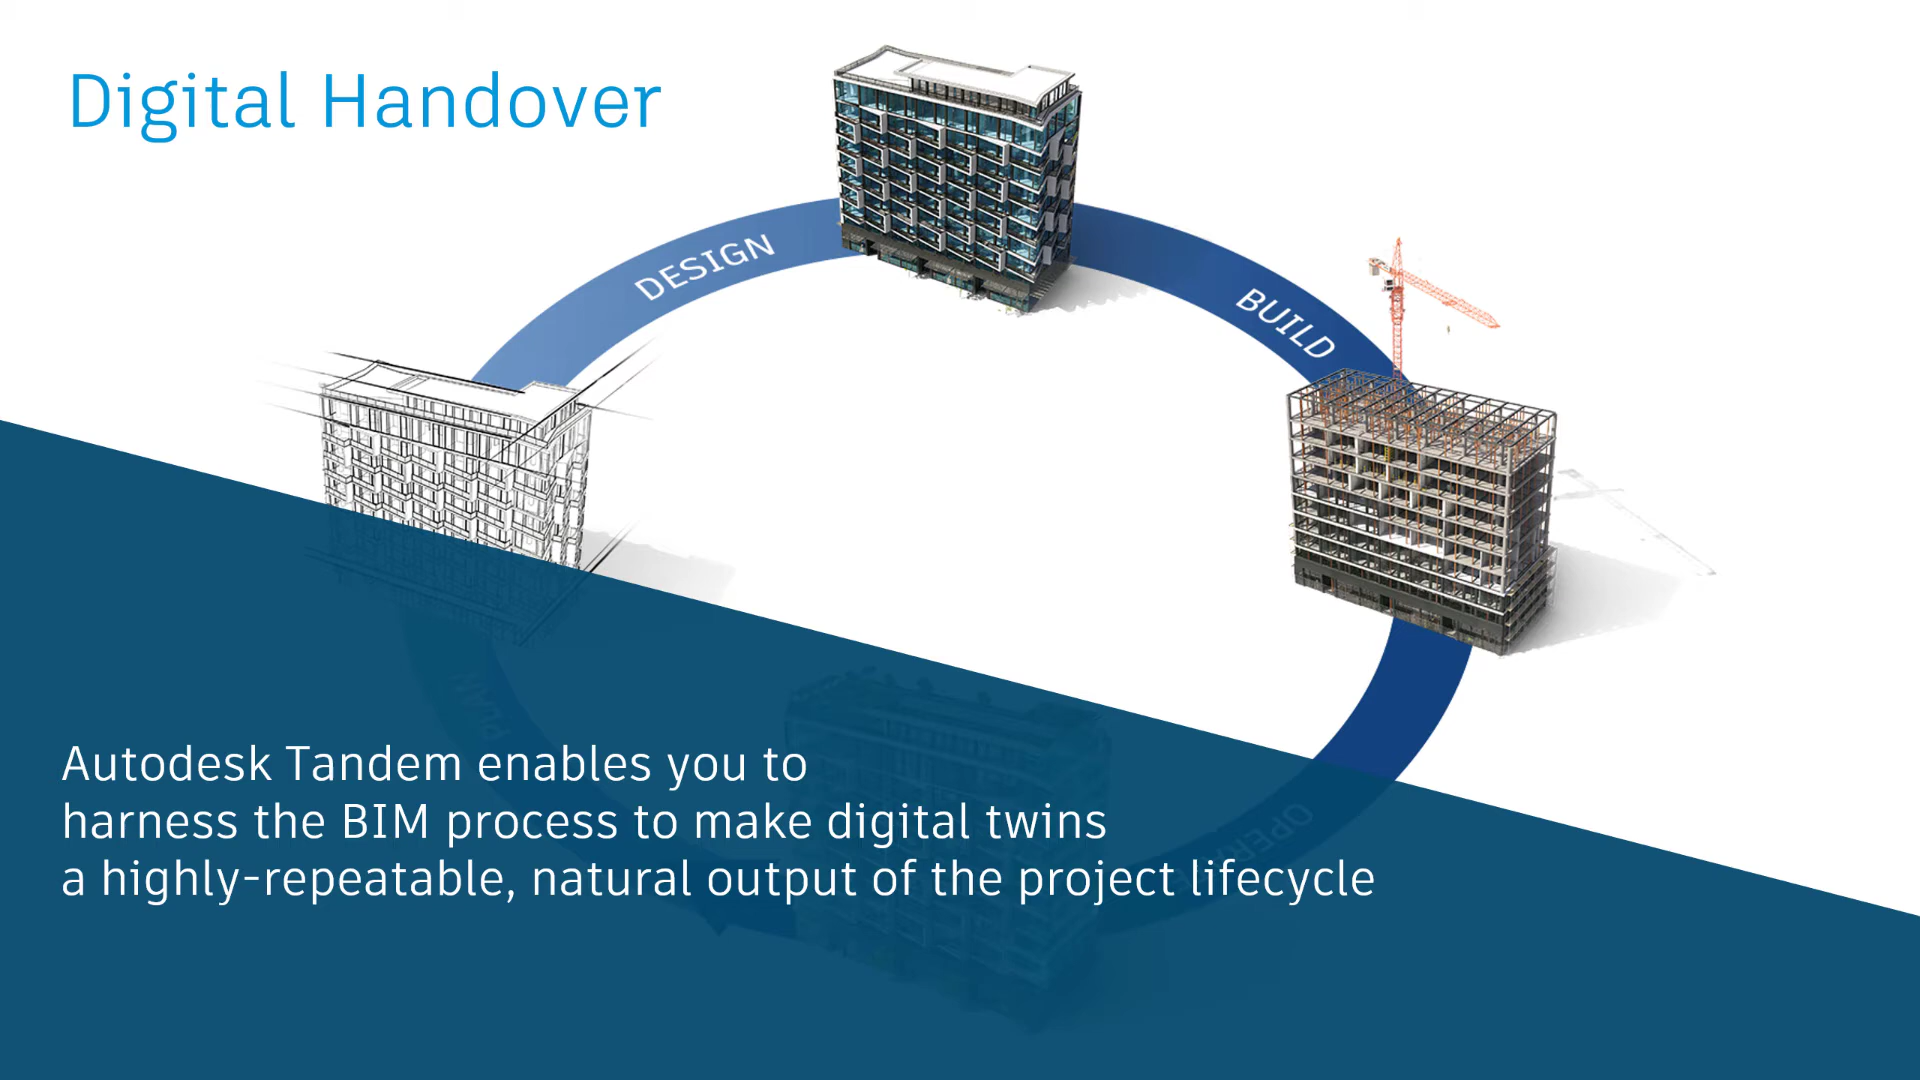 Digital Handover
DESIGN
BUILD
PLAN
Autodesk Tandem enables you to
harness the BIM process to make digital twins
a highly-repeatable, natural output of the project lifecycle